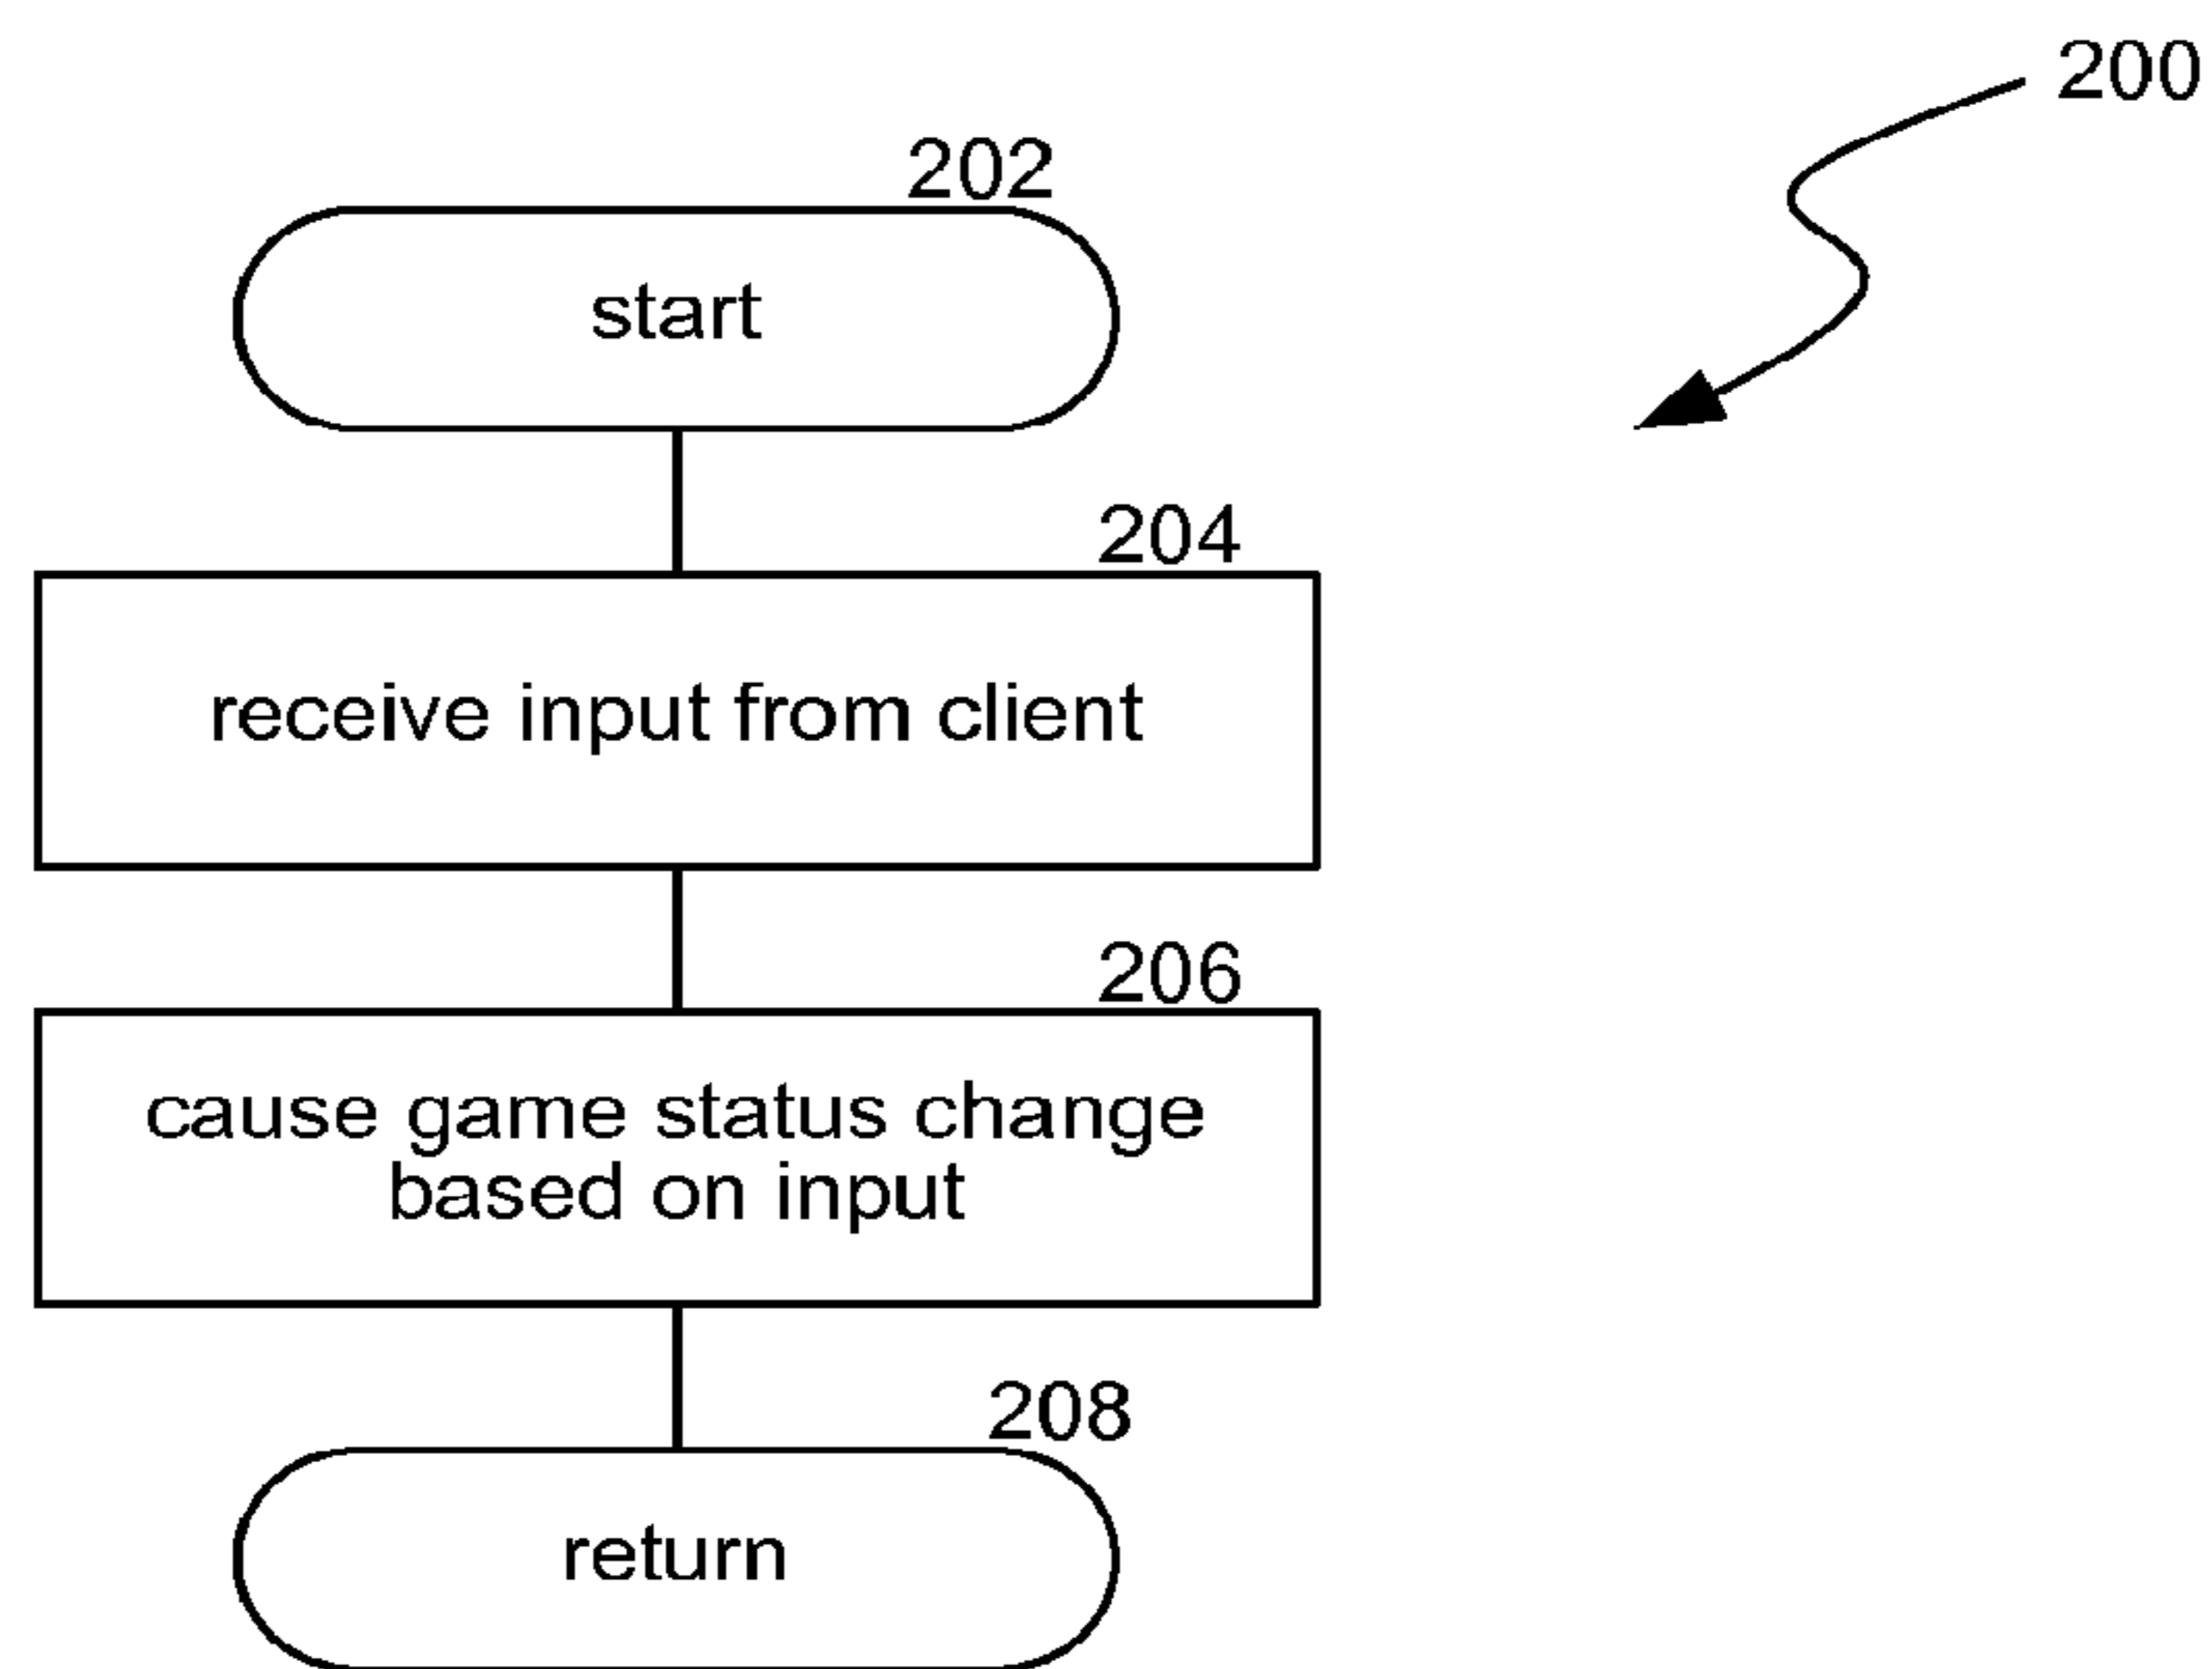 200
202
start
204
receive input from client
206
cause game status change
based on input
208
return